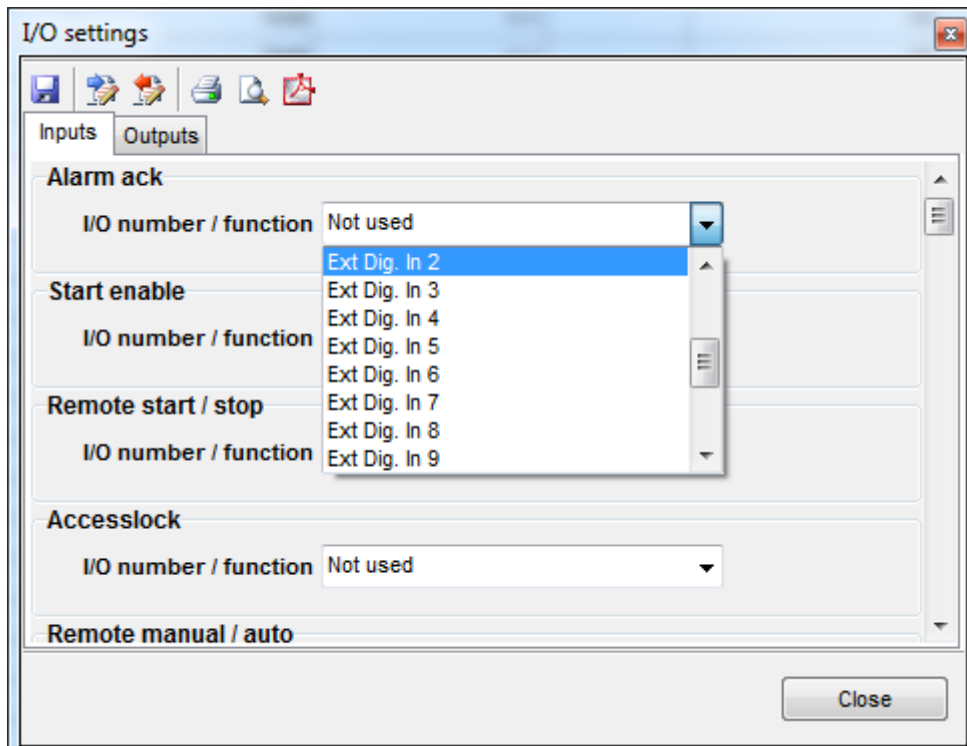 I/O settings
Inputs Outputs
Alarm ack
I/O number / function Not used
Ext Dig. In 2
Start enable
Ext Dig. In 3
Ext Dig. In 4
I/O number / function
Ext Dig. In 5
Ext Dig. In 6
Remote start / stop
Ext Dig. In 7
Ext Dig. In 8
I/O number / function
Ext Dig. In 9
Accesslock
I/O number / function Not used
Remote manual / auto
Close